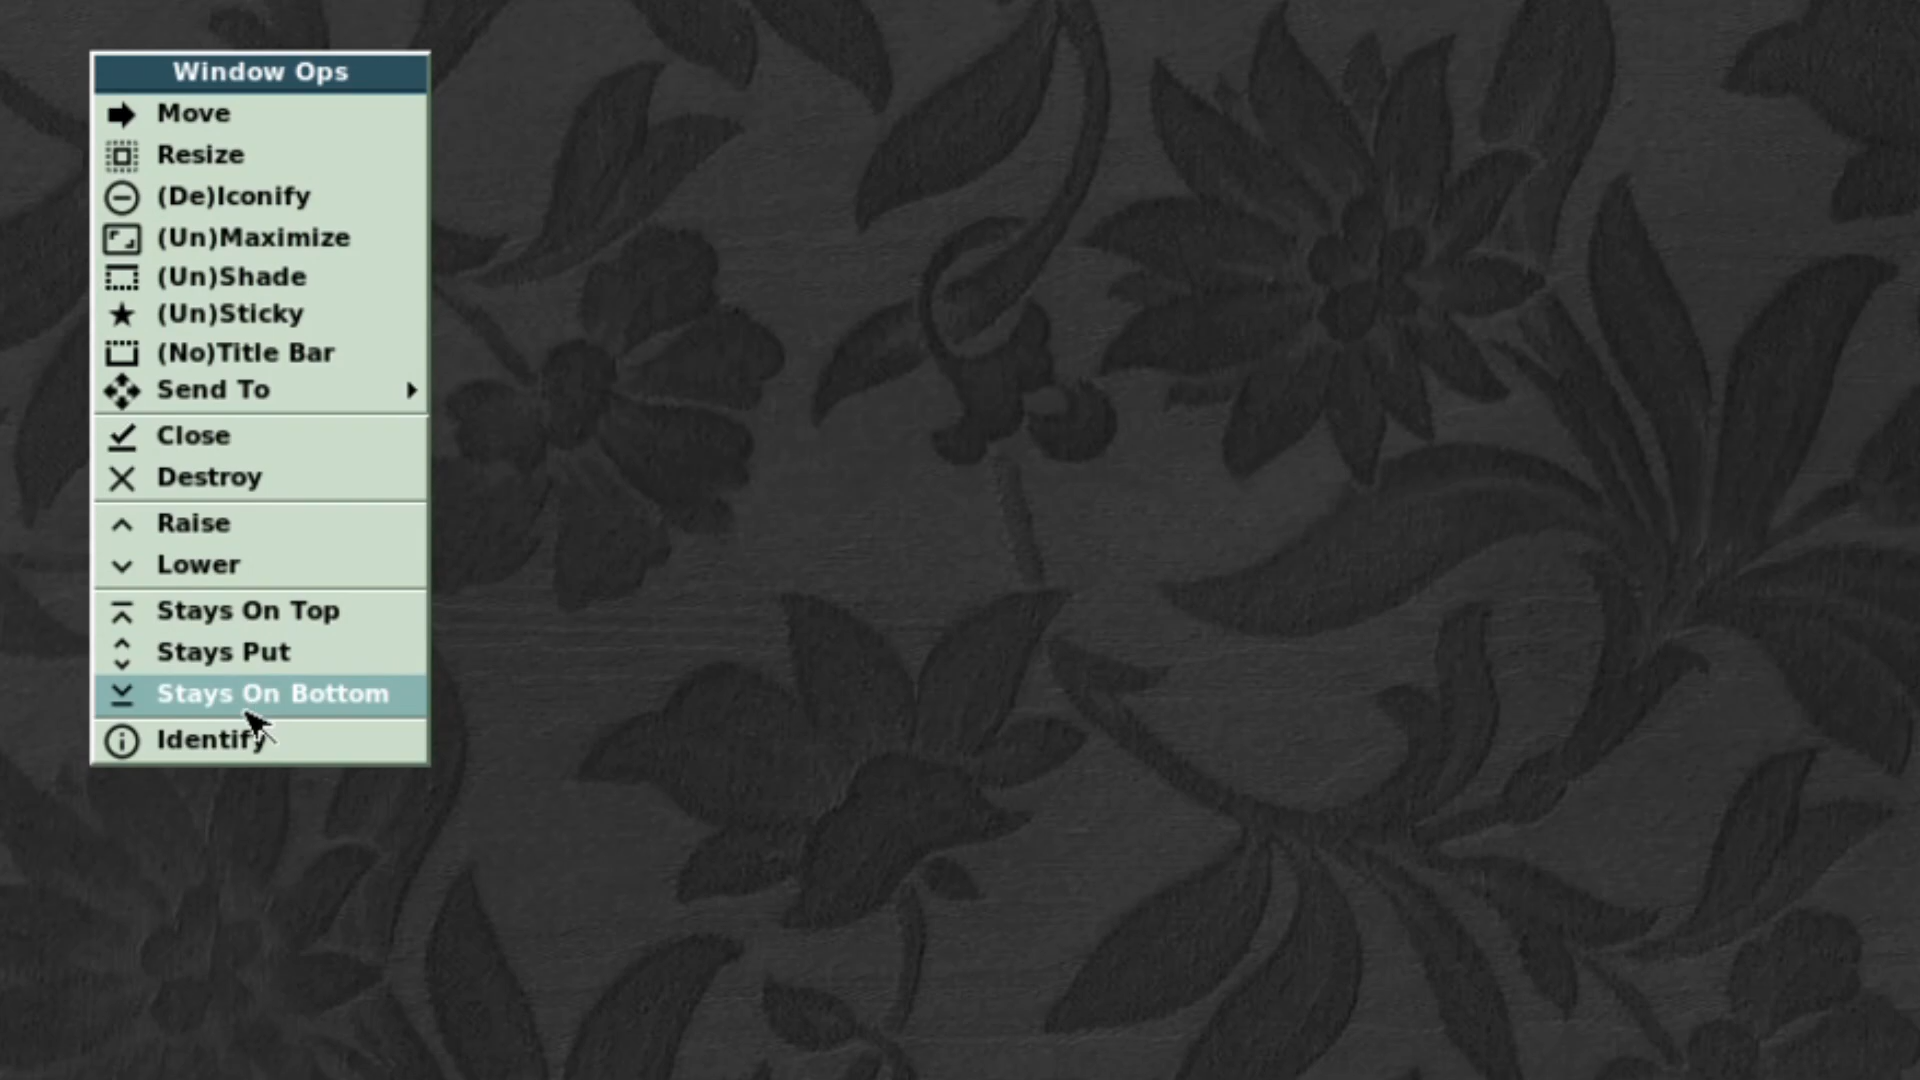 Window Ops
Move
Resize
(De)Iconify
(Un)Maximize
(Un)Shade
(Un)Sticky
(No)Title Bar
Send To
Close
Destroy
Raise
Lower
Stays On Top
Stays Put
Stays On Bottom
Identify